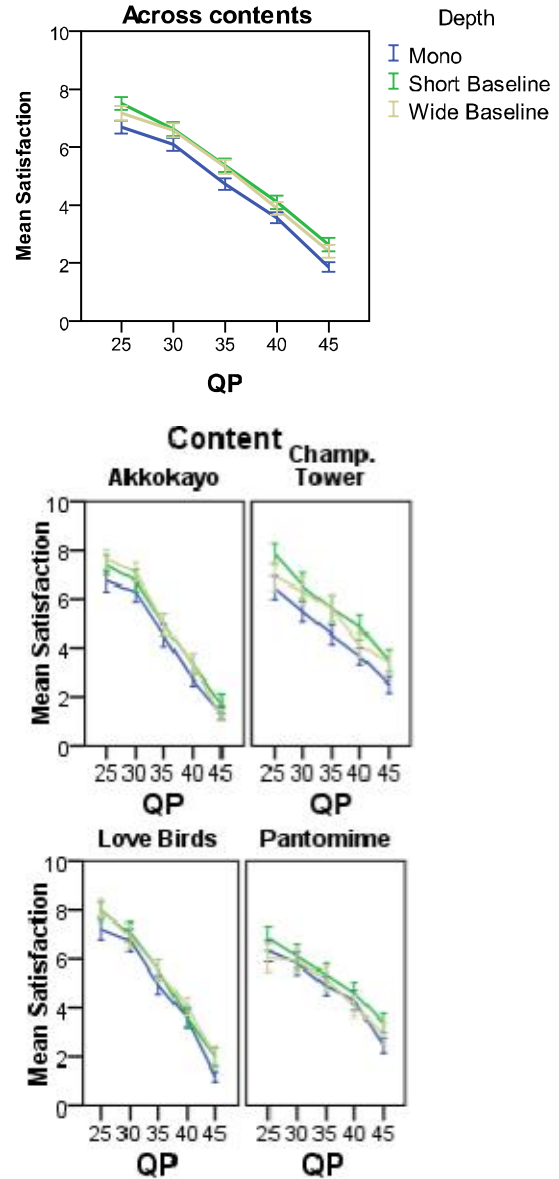 Across contents
Depth
Mono
Short Baseline
Wide Baseline
Mean Satisfaction
10
8
6
4
2
0
25 30 35 40 45
QP
Content
Akkokayo
Champ.
Tower
Mean Satisfaction
10
8
6
4
2
0
25 30 35 40 45
25 30 35 40 45
QP
QP
Love Birds
Pantomime
Mean Satisfaction
10
8
6
4
2
0
25 30 35 40 45
25 30 35 40 45
QP
QP